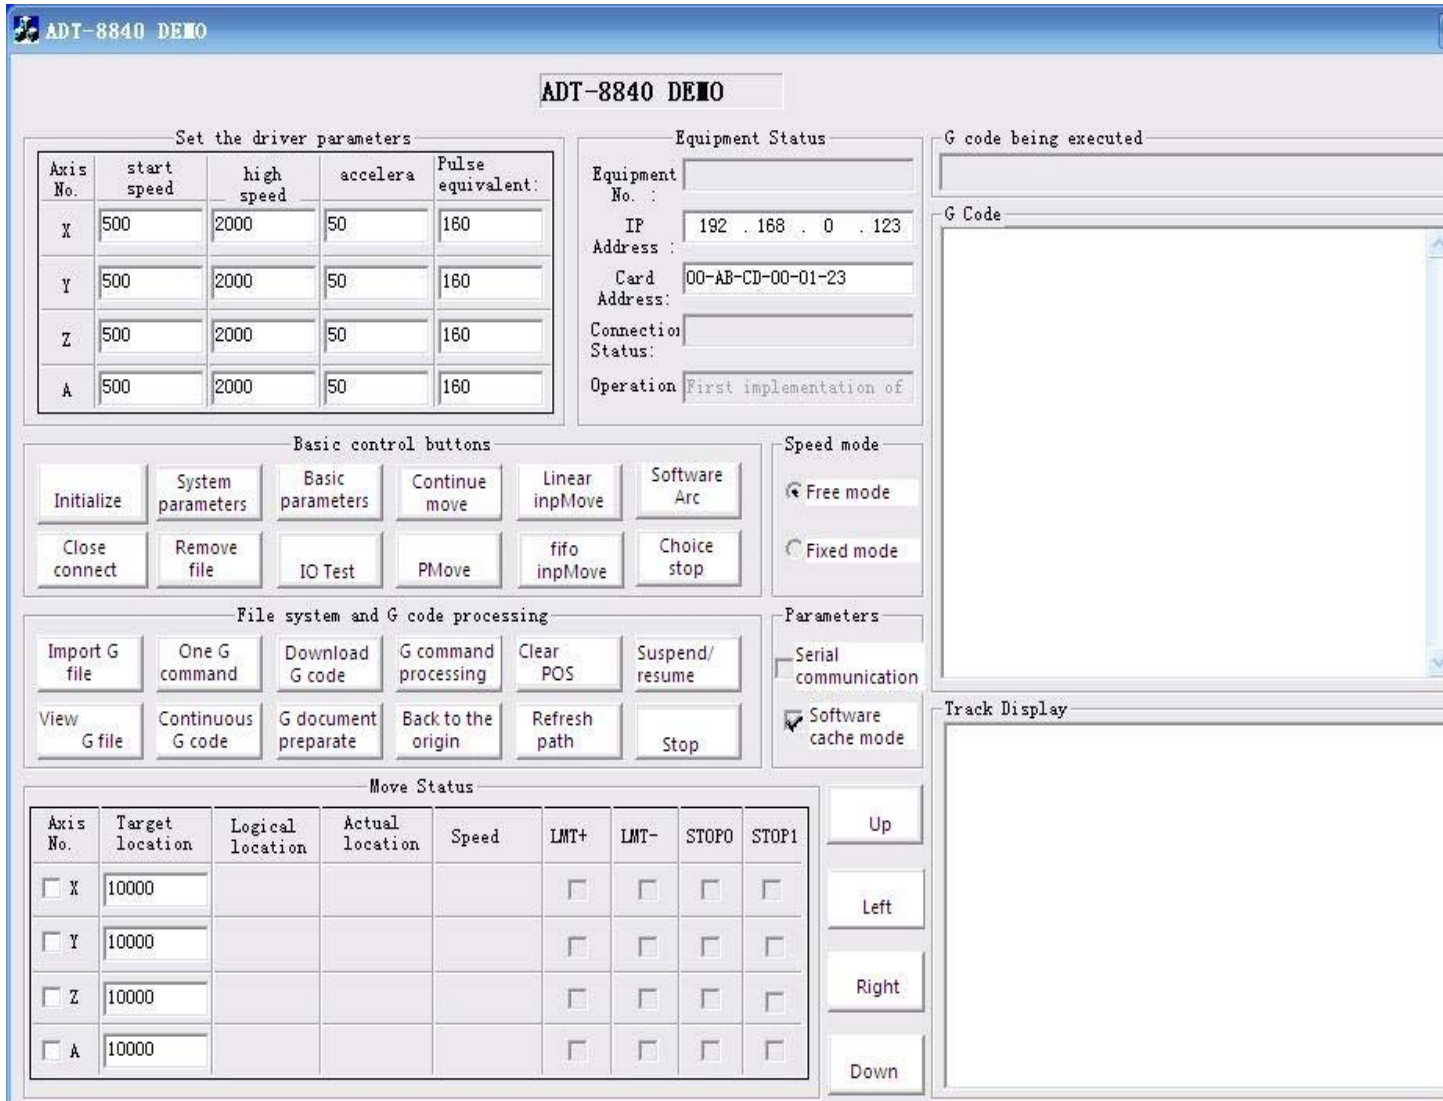 ADT-8840 DEMO
ADT-8840 DEMO
Set the driver parameters
Axis No.
start speed
high speed
accelera
Pulse equivalent:
X 500 2000 50 160
Y 500 2000 50 160
Z 500 2000 50 160
A 500 2000 50 160
Equipment Status
Equipment No. :
IP Address : 192 . 168 . 0 . 123
Card Address: 00-AB-CD-00-01-23
Connection Status:
Operation First implementation of
G code being executed
G Code
Basic control buttons
Initialize
System parameters
Basic parameters
Continue move
Linear inpMove
Software Arc
Close connect
Remove file
IO Test
PMove
fifo inpMove
Choice stop
Speed mode
Free mode
Fixed mode
File system and G code processing
Import G file
One G command
Download G code
G command processing
Clear POS
Suspend/ resume
View G file
Continuous G code
G document preparate
Back to the origin
Refresh path
Stop
Parameters
Serial communication
Software cache mode
Track Display
Move Status
Axis No.
Target location
Logical location
Actual location
Speed
LMT+
LMT-
STOP0
STOP1
X 10000
Y 10000
Z 10000
A 10000
Up
Left
Right
Down